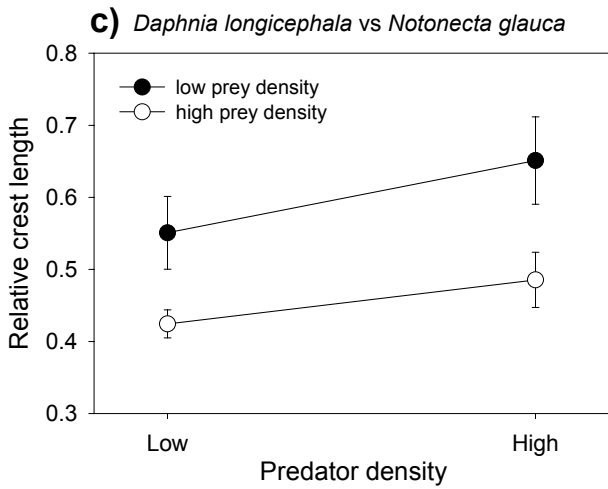 c) Daphnia longicephala vs Notonecta glauca
0.8
low prey density
high prey density
0.7
0.6
0.5
0.4
0.3
Relative crest length
Low
High
Predator density